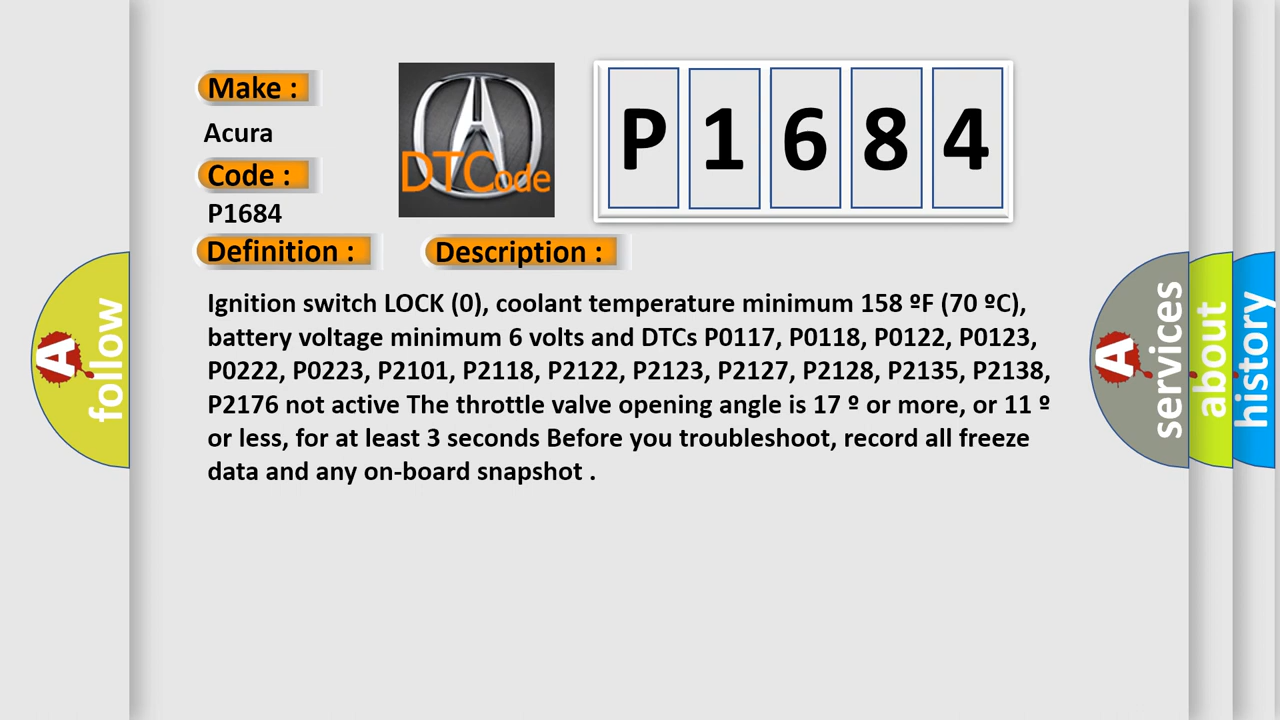 Make :
Acura
Code :
P1684
DTCode
P 1 6 8 4
Definition :
Description :
Ignition switch LOCK (0), coolant temperature minimum 158 ºF (70 ºC),
battery voltage minimum 6 volts and DTCs P0117, P0118, P0122, P0123,
P0222, P0223, P2101, P2118, P2122, P2123, P2127, P2128, P2135, P2138,
P2176 not active The throttle valve opening angle is 17 º or more, or 11 º
or less, for at least 3 seconds Before you troubleshoot, record all freeze
data and any on-board snapshot .
A
follow
A
services
about
history